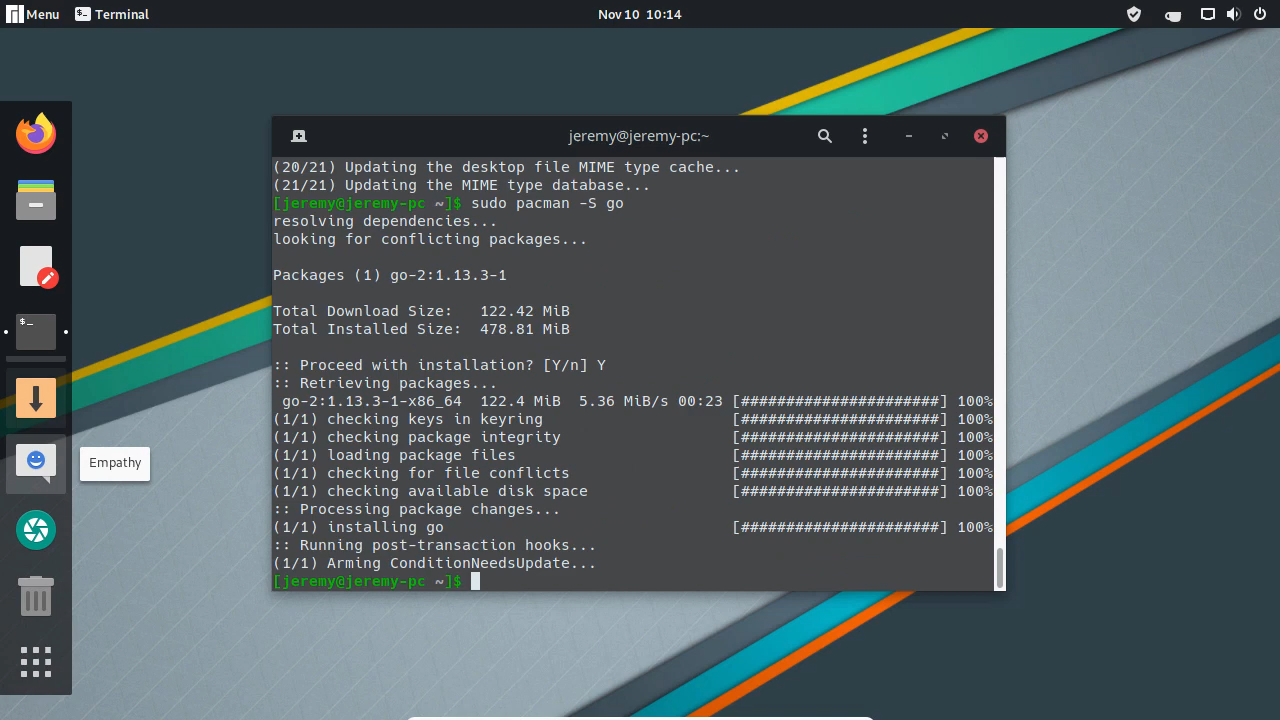 Menu
Terminal
Nov 10 10:14
jeremy@jeremy-pc:~
(20/21) Updating the desktop file MIME type cache...
(21/21) Updating the MIME type database...
[jeremy@jeremy-pc ~]$ sudo pacman -S go
resolving dependencies...
looking for conflicting packages...
Packages (1) go-2:1.13.3-1
Total Download Size:   122.42 MiB
Total Installed Size:  478.81 MiB
:: Proceed with installation? [Y/n] Y
:: Retrieving packages...
go-2:1.13.3-1-x86_64  122.4 MiB  5.36 MiB/s 00:23 [######################] 100%
(1/1) checking keys in keyring                     [######################] 100%
(1/1) checking package integrity                   [######################] 100%
(1/1) loading package files                        [######################] 100%
(1/1) checking for file conflicts                  [######################] 100%
(1/1) checking available disk space                [######################] 100%
:: Processing package changes...
(1/1) installing go                                [######################] 100%
:: Running post-transaction hooks...
(1/1) Arming ConditionNeedsUpdate...
[jeremy@jeremy-pc ~]$
$ _
Empathy